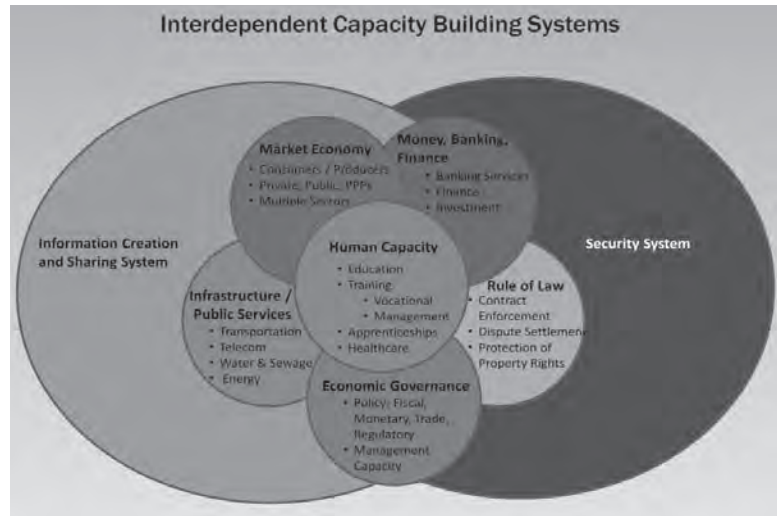 Interdependent Capacity Building Systems
Market Economy
• Consumers / Producers
• Private, Public, PPPs
• Multiple Sectors
Money, Banking,
Finance
• Banking Services
• Finance
• Investment
Information Creation
and Sharing System
Human Capacity
• Education
• Training
• Vocational
• Management
• Apprenticeships
• Healthcare
Security System
Infrastructure /
Public Services
• Transportation
• Telecom
• Water & Sewage
• Energy
Rule of Law
• Contract
Enforcement
• Dispute Settlement
• Protection of
Property Rights
Economic Governance
• Policy: Fiscal,
Monetary, Trade,
Regulatory
• Management
Capacity